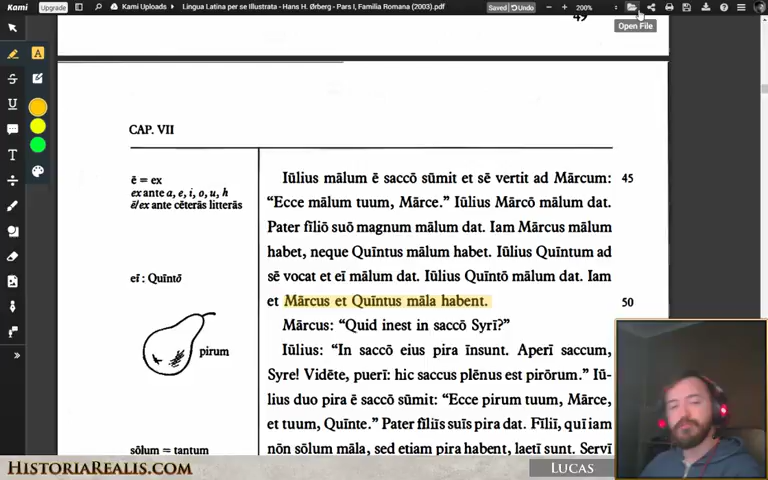 Kami
Upgrade
Kami Uploads > Lingua Latina per se Illustrata - Hans H. Ørberg - Pars I, Familia Romana (2003).pdf
Saved
Undo
200%
Open File
49
CAP. VII
Iūlius mālum ē saccō sūmit et sē vertit ad Mārcum:
45
"Ecce mālum tuum, Mārce." Iūlius Mārcō mālum dat.
Pater fīliō suō magnum mālum dat. Iam Mārcus mālum
habet, neque Quīntus mālum habet. Iūlius Quīntum ad
sē vocat et eī mālum dat. Iūlius Quīntō mālum dat. Iam
et Mārcus et Quīntus māla habent.
50
Mārcus: "Quid inest in saccō Syrī?"
Iūlius: "In saccō eius pira īnsunt. Aperī saccum,
Syre! Vidēte, puerī: hic saccus plēnus est pirōrum." Iū-
lius duo pira ē saccō sūmit: "Ecce pirum tuum, Mārce,
et tuum, Quīnte." Pater fīliīs suīs pira dat. Fīliī, quī iam
nōn sōlum māla, sed etiam pira habent, laetī sunt. Servī
ē = ex
ex ante a, e, i, o, u, h
ē/ex ante cēterās litterās
eī: Quīntō
pirum
sōlum = tantum
HISTORIAREALIS.COM
LUCAS